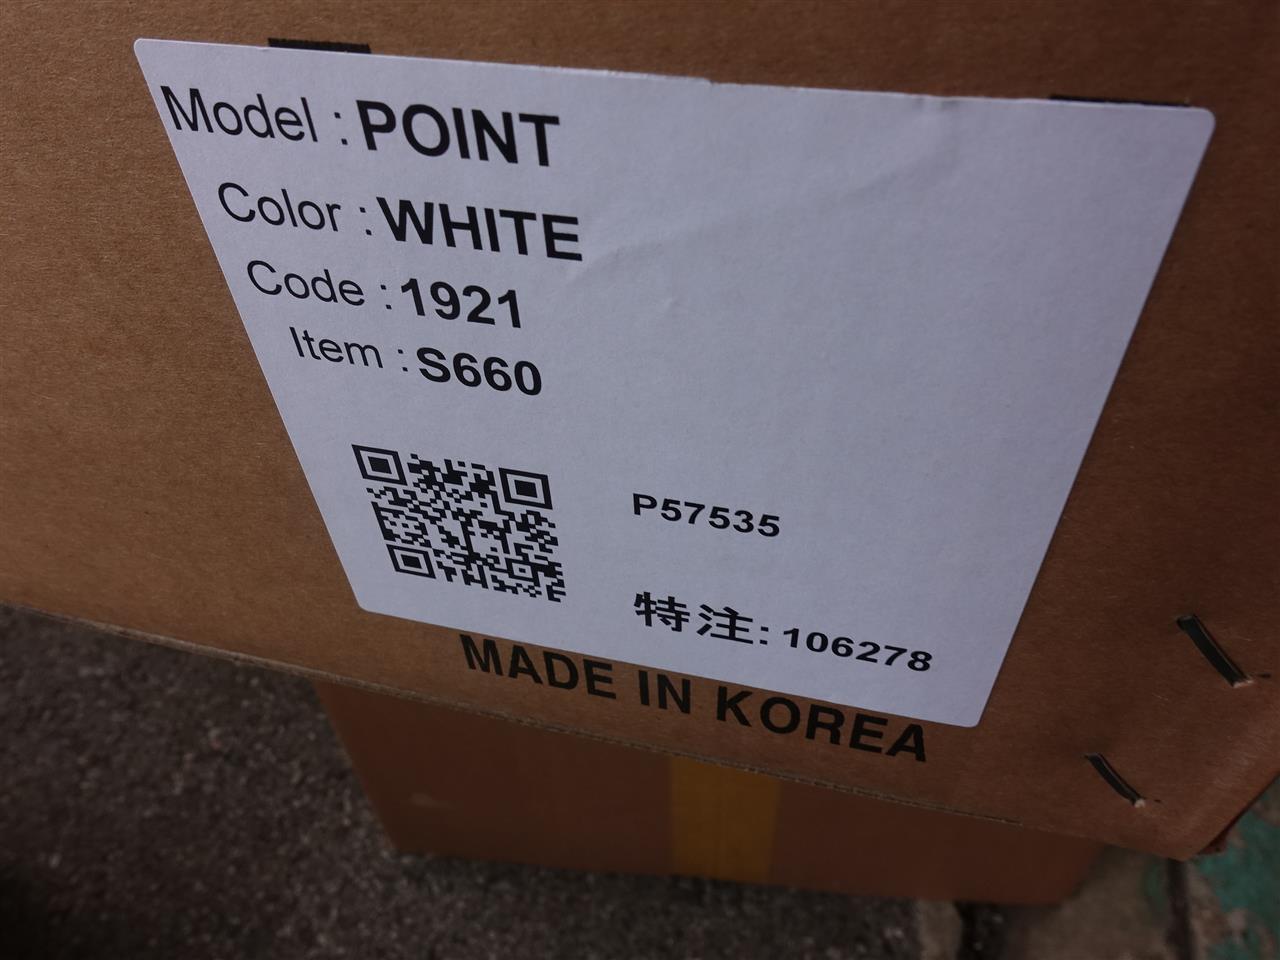 Model : POINT
Color : WHITE
Code : 1921
Item : S660
P57535
特注: 106278
MADE IN KOREA